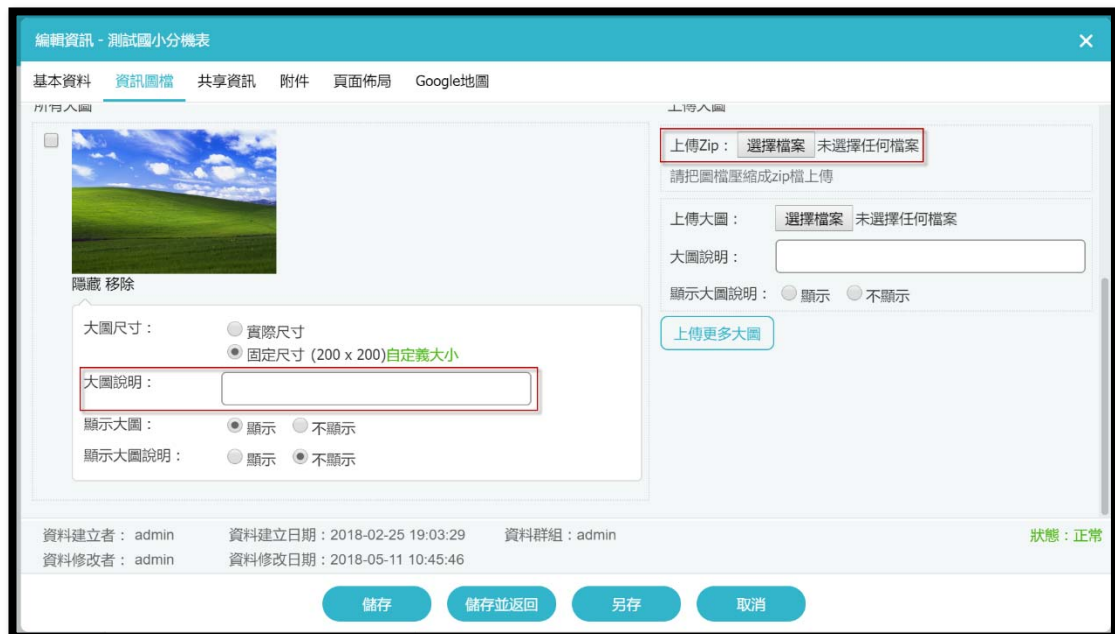 編輯資訊 - 測試國小分機表
基本資料 資訊圖檔 共享資訊 附件 頁面佈局 Google地圖
所有大圖
隱藏 移除
大圖尺寸：
實際尺寸
固定尺寸 (200 x 200)自定義大小
大圖說明：
顯示大圖： 顯示 不顯示
顯示大圖說明： 顯示 不顯示
上傳大圖
上傳Zip： 選擇檔案 未選擇任何檔案
請把圖檔壓縮成zip檔上傳
上傳大圖： 選擇檔案 未選擇任何檔案
大圖說明：
顯示大圖說明： 顯示 不顯示
上傳更多大圖
資料建立者： admin 資料建立日期：2018-02-25 19:03:29 資料群組：admin 狀態：正常
資料修改者： admin 資料修改日期：2018-05-11 10:45:46
儲存 儲存並返回 另存 取消